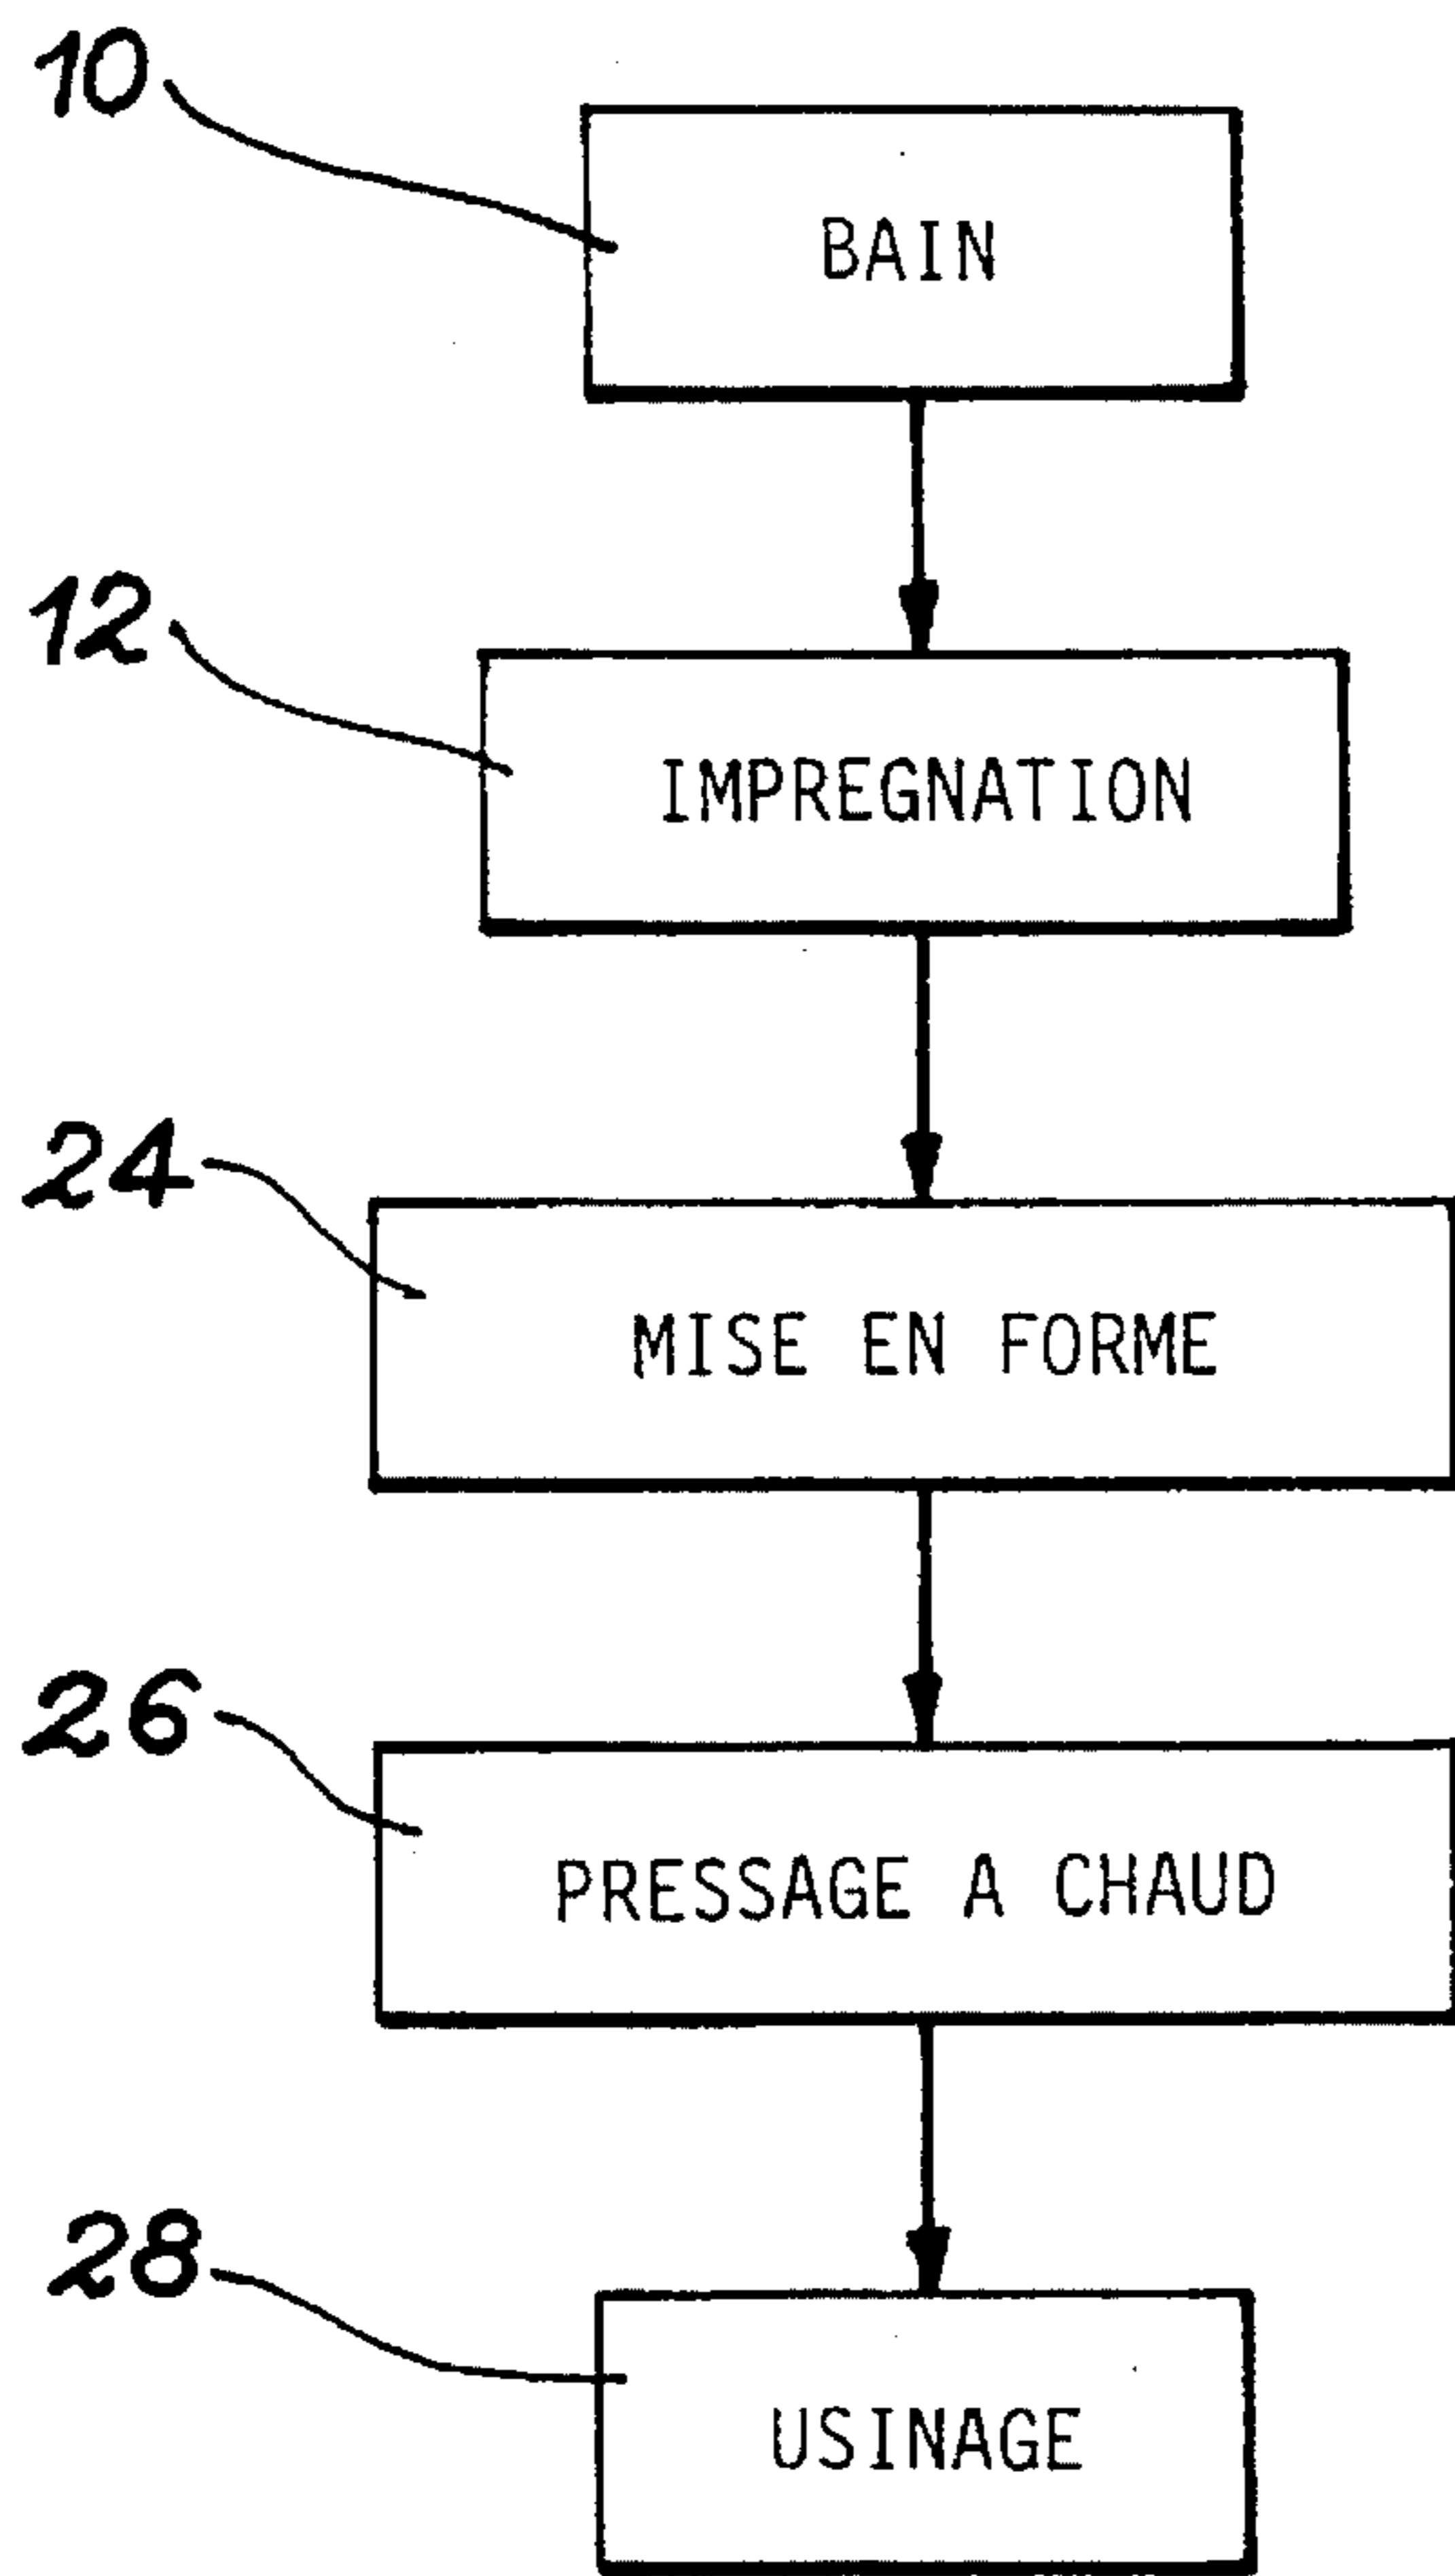 10
BAIN
12
IMPREGNATION
24
MISE EN FORME
26
PRESSAGE A CHAUD
28
USINAGE